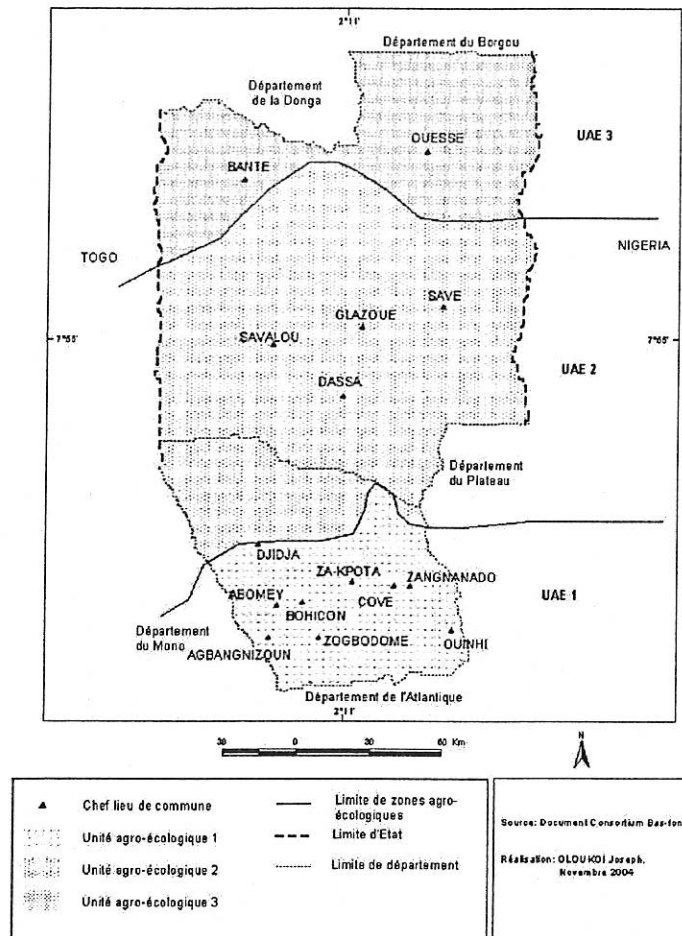 2°11'
Département du Borgou
Département
de la Donga
OUESSE
UAE 3
BANTE
TOGO
NIGERIA
SAVE
GLAZOUE
7°55'
SAVALOU
7°55'
UAE 2
DASSA
Département
du Plateau
DJIDJA
ZA-KPOTA
ZANGNANADO
ABOMEY
COVE
UAE 1
BOHICON
Département
du Mono
AGBANGNIZOUN
ZOGBODOME
OUINHI
Département de l'Atlantique
2°11'
30 0 30 60 Km
N
Chef lieu de commune
Unité agro-écologique 1
Unité agro-écologique 2
Unité agro-écologique 3
Limite de zones agro-
écologiques
Limite d'Etat
Limite de département
Source: Document Consortium Bas-fond
Réalisation: OLOUKOÏ Joseph,
Novembre 2004